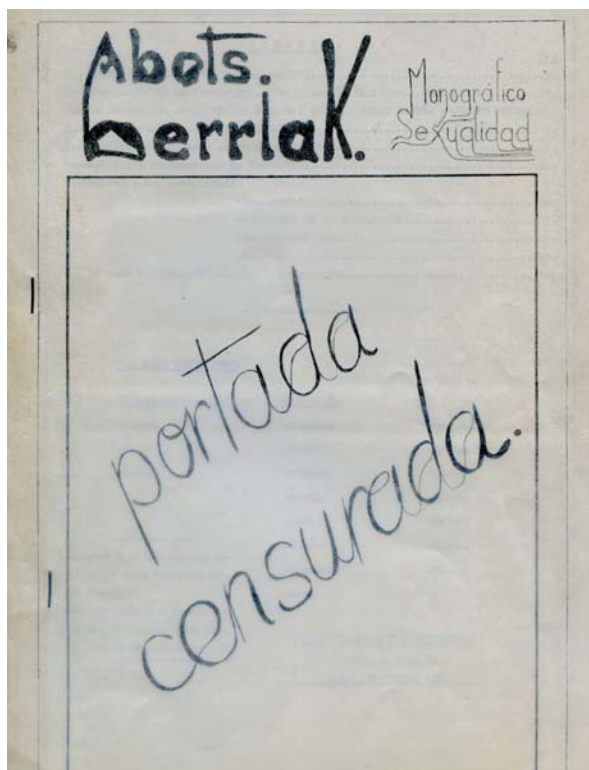 Abots.
berriak.
Monográfico
Sexualidad
portada
censurada.